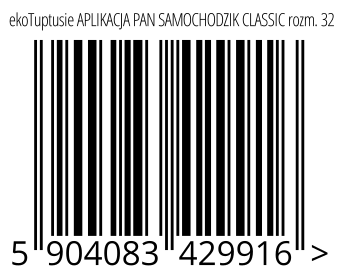 ekoTuptusie APLIKACJA PAN SAMOCHODZIK CLASSIC rozm. 32
5 904083 429916 >